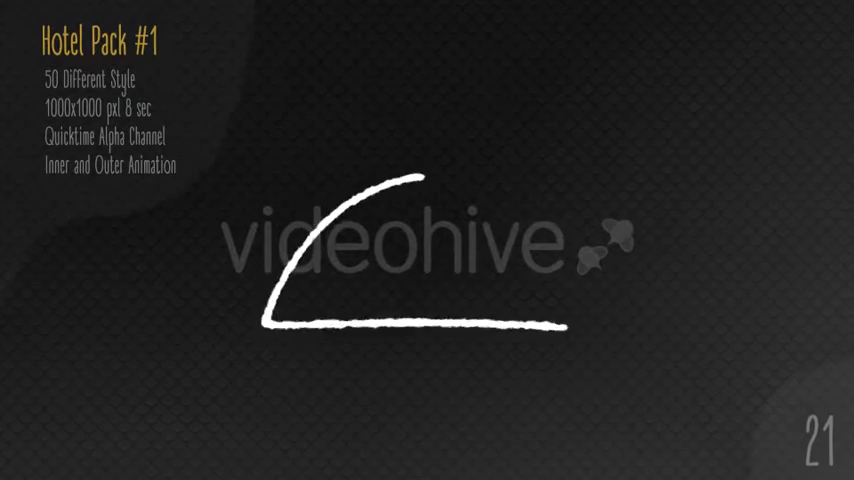 Hotel Pack #1
50 Different Style
1000x1000 pxl 8 sec
Quicktime Alpha Channel
Inner and Outer Animation
videohive
21